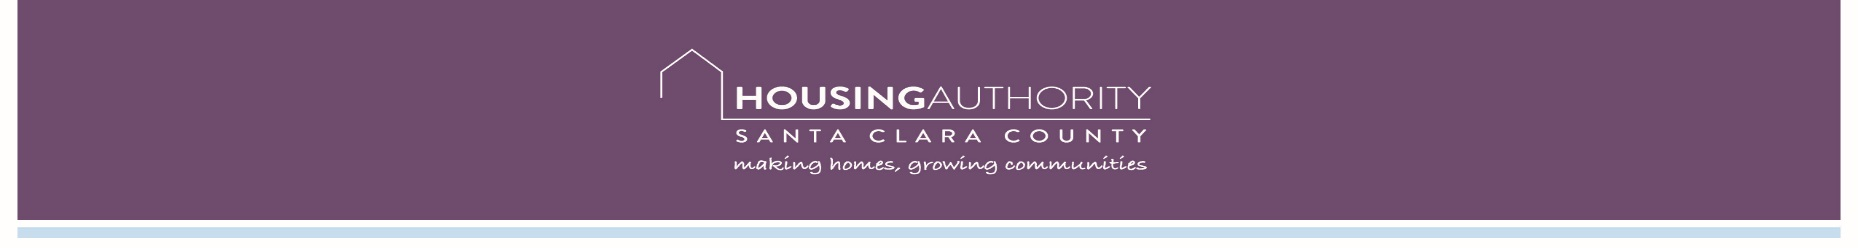 HOUSINGAUTHORITY
SANTA CLARA COUNTY
making homes, growing communities